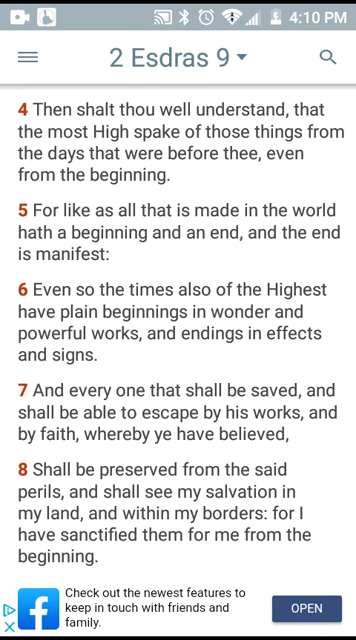 4:10 PM
2 Esdras 9
4 Then shalt thou well understand, that
the most High spake of those things from
the days that were before thee, even
from the beginning.
5 For like as all that is made in the world
hath a beginning and an end, and the end
is manifest:
6 Even so the times also of the Highest
have plain beginnings in wonder and
powerful works, and endings in effects
and signs.
7 And every one that shall be saved, and
shall be able to escape by his works, and
by faith, whereby ye have believed,
8 Shall be preserved from the said
perils, and shall see my salvation in
my land, and within my borders: for I
have sanctified them for me from the
beginning.
Check out the newest features to
keep in touch with friends and
family.
OPEN